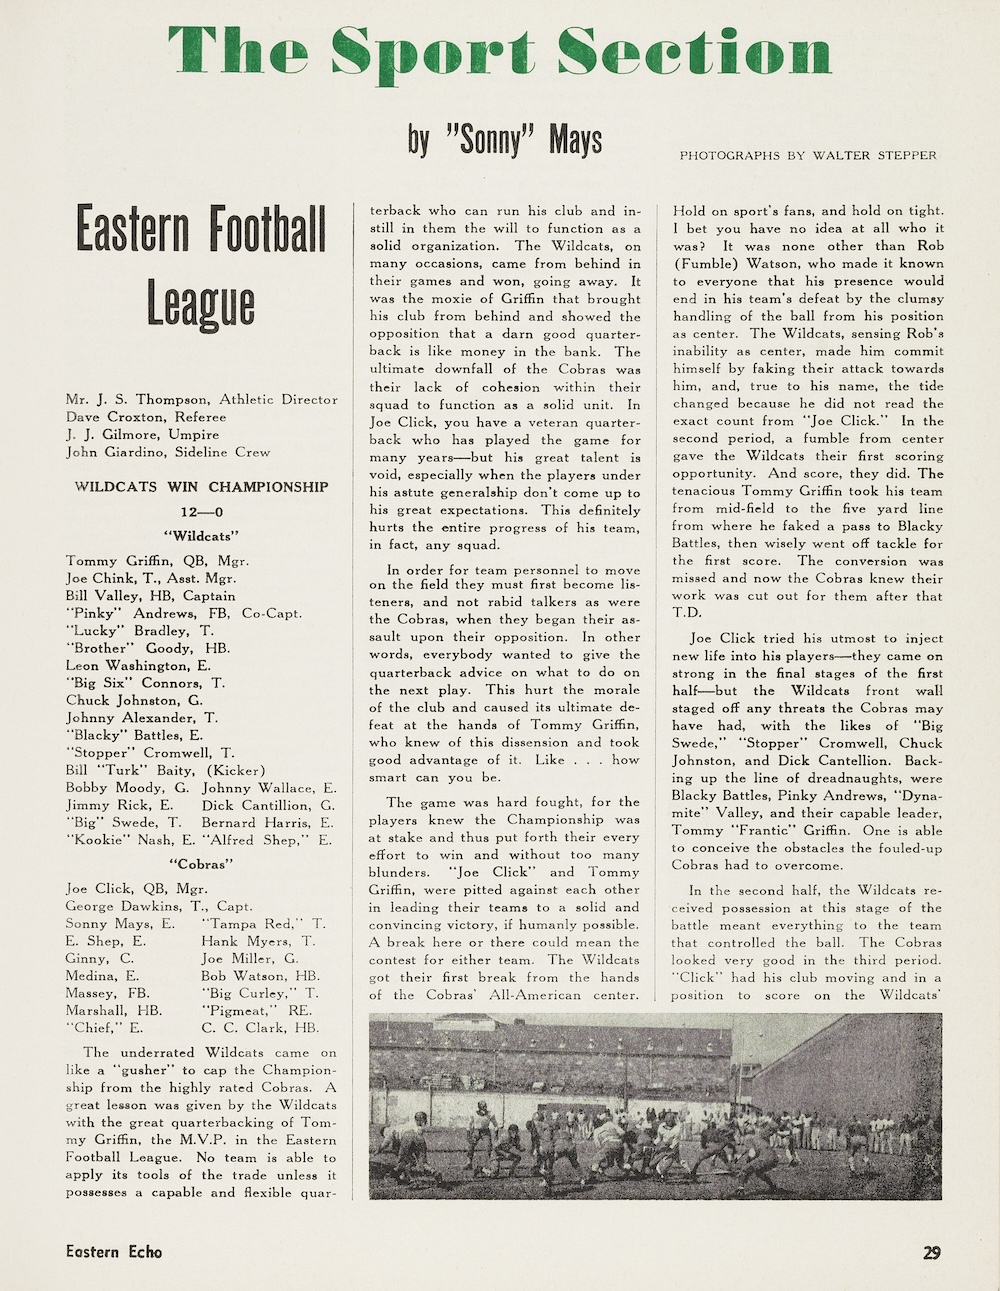 The Sport Section
by "Sonny" Mays
PHOTOGRAPHS BY WALTER STEPPER
Eastern Football
League
Mr. J. S. Thompson, Athletic Director
Dave Croxton, Referee
J. J. Gilmore, Umpire
John Giardino, Sideline Crew
WILDCATS WIN CHAMPIONSHIP
12—0
"Wildcats"
Tommy Griffin, QB, Mgr.
Joe Chink, T., Asst. Mgr.
Bill Valley, HB, Captain
"Pinky" Andrews, FB, Co-Capt.
"Lucky" Bradley, T.
"Brother" Goody, HB.
Leon Washington, E.
"Big Six" Connors, T.
Chuck Johnston, G.
Johnny Alexander, T.
"Blacky" Battles, E.
"Stopper" Cromwell, T.
Bill "Turk" Baity, (Kicker)
Bobby Moody, G. Johnny Wallace, E.
Jimmy Rick, E. Dick Cantillion, G.
"Big" Swede, T. Bernard Harris, E.
"Kookie" Nash, E. "Alfred Shep," E.
"Cobras"
Joe Click, QB, Mgr.
George Dawkins, T., Capt.
Sonny Mays, E. "Tampa Red," T.
E. Shep, E. Hank Myers, T.
Ginny, C. Joe Miller, G.
Medina, E. Bob Watson, HB.
Massey, FB. "Big Curley," T.
Marshall, HB. "Pigmeat," RE.
"Chief," E. C. C. Clark, HB.
The underrated Wildcats came on
like a "gusher" to cap the Champion-
ship from the highly rated Cobras. A
great lesson was given by the Wildcats
with the great quarterbacking of Tom-
my Griffin, the M.V.P. in the Eastern
Football League. No team is able to
apply its tools of the trade unless it
possesses a capable and flexible quar-
terback who can run his club and in-
still in them the will to function as a
solid organization. The Wildcats, on
many occasions, came from behind in
their games and won, going away. It
was the moxie of Griffin that brought
his club from behind and showed the
opposition that a darn good quarter-
back is like money in the bank. The
ultimate downfall of the Cobras was
their lack of cohesion within their
squad to function as a solid unit. In
Joe Click, you have a veteran quarter-
back who has played the game for
many years—but his great talent is
void, especially when the players under
his astute generalship don't come up to
his great expectations. This definitely
hurts the entire progress of his team,
in fact, any squad.
In order for team personnel to move
on the field they must first become lis-
teners, and not rabid talkers as were
the Cobras, when they began their as-
sault upon their opposition. In other
words, everybody wanted to give the
quarterback advice on what to do on
the next play. This hurt the morale
of the club and caused its ultimate de-
feat at the hands of Tommy Griffin,
who knew of this dissension and took
good advantage of it. Like . . . how
smart can you be.
The game was hard fought, for the
players knew the Championship was
at stake and thus put forth their every
effort to win and without too many
blunders. "Joe Click" and Tommy
Griffin, were pitted against each other
in leading their teams to a solid and
convincing victory, if humanly possible.
A break here or there could mean the
contest for either team. The Wildcats
got their first break from the hands
of the Cobras' All-American center.
Hold on sport's fans, and hold on tight.
I bet you have no idea at all who it
was? It was none other than Rob
(Fumble) Watson, who made it known
to everyone that his presence would
end in his team's defeat by the clumsy
handling of the ball from his position
as center. The Wildcats, sensing Rob's
inability as center, made him commit
himself by faking their attack towards
him, and, true to his name, the tide
changed because he did not read the
exact count from "Joe Click." In the
second period, a fumble from center
gave the Wildcats their first scoring
opportunity. And score, they did. The
tenacious Tommy Griffin took his team
from mid-field to the five yard line
from where he faked a pass to Blacky
Battles, then wisely went off tackle for
the first score. The conversion was
missed and now the Cobras knew their
work was cut out for them after that
T.D.
Joe Click tried his utmost to inject
new life into his players—they came on
strong in the final stages of the first
half—but the Wildcats front wall
staged off any threats the Cobras may
have had, with the likes of "Big
Swede," "Stopper" Cromwell, Chuck
Johnston, and Dick Cantellion. Back-
ing up the line of dreadnaughts, were
Blacky Battles, Pinky Andrews, "Dyna-
mite" Valley, and their capable leader,
Tommy "Frantic" Griffin. One is able
to conceive the obstacles the fouled-up
Cobras had to overcome.
In the second half, the Wildcats re-
ceived possession at this stage of the
battle meant everything to the team
that controlled the ball. The Cobras
looked very good in the third period.
"Click" had his club moving and in a
position to score on the Wildcats'
Eastern Echo
29